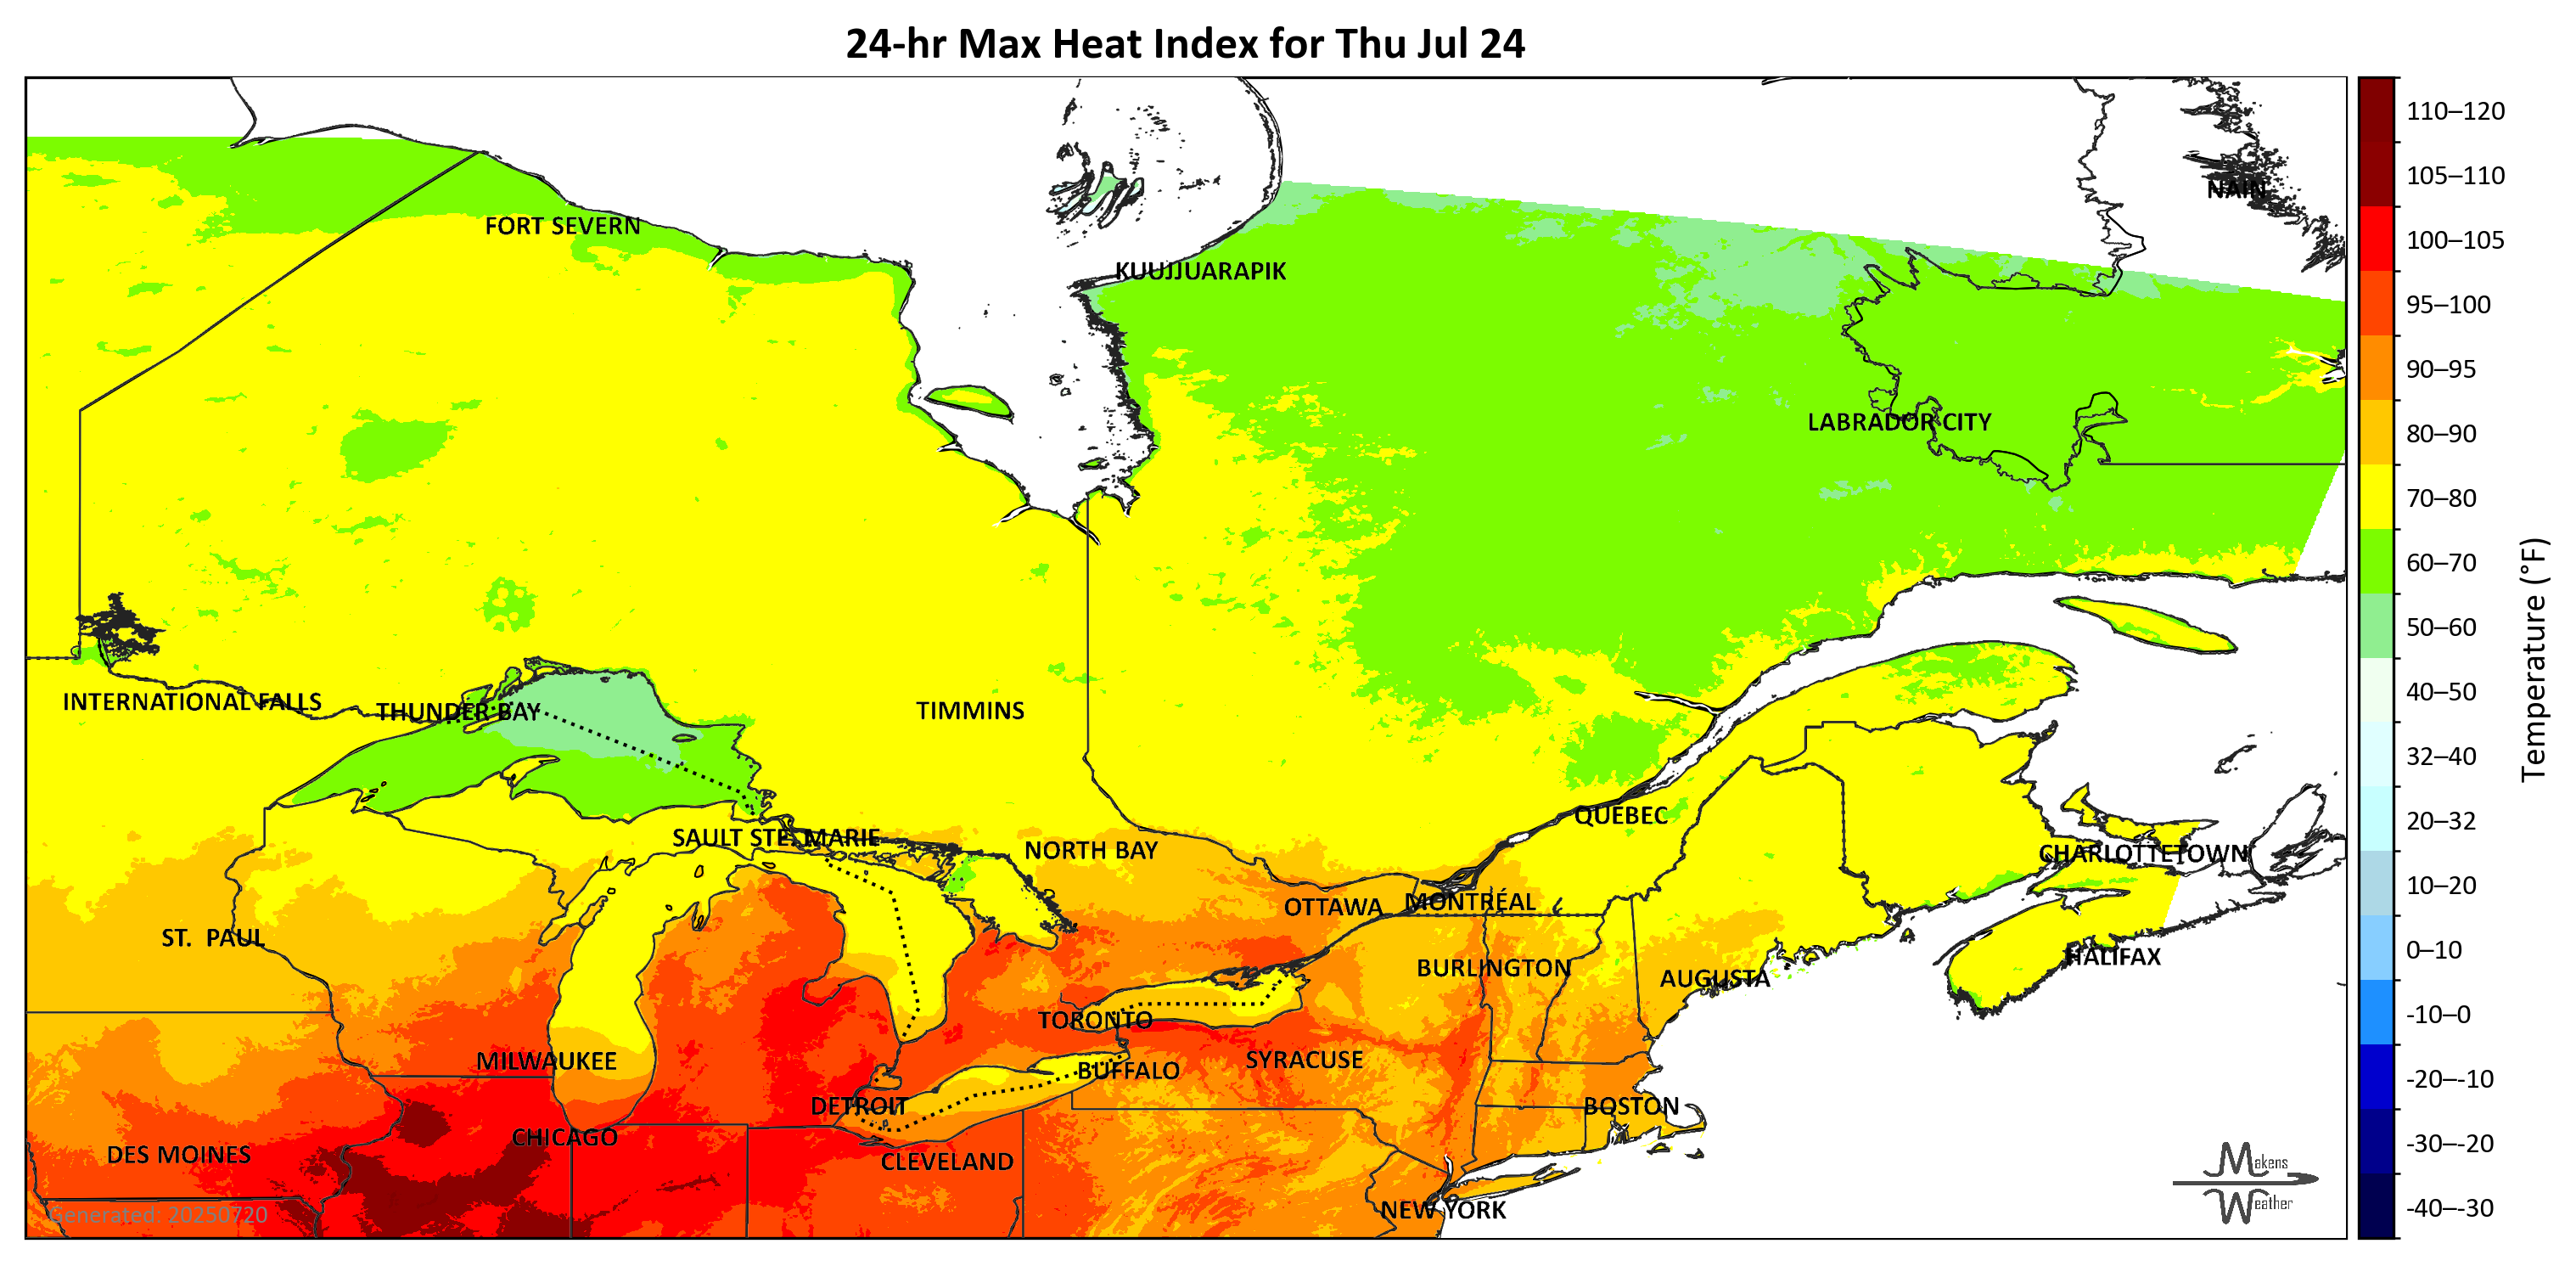 24-hr Max Heat Index for Thu Jul 24
110–120
105–110
NAIN
FORT SEVERN
100–105
KUUJJUARAPIK
95–100
90–95
LABRADOR CITY
80–90
70–80
60–70
50–60
Temperature (°F)
INTERNATIONAL FALLS
THUNDER BAY
TIMMINS
40–50
32–40
QUÉBEC
20–32
SAULT STE. MARIE
NORTH BAY
CHARLOTTETOWN
10–20
OTTAWA
MONTRÉAL
ST. PAUL
0–10
BURLINGTON
AUGUSTA
HALIFAX
-10–0
TORONTO
MILWAUKEE
BUFFALO
SYRACUSE
-20–-10
DETROIT
BOSTON
CHICAGO
-30–-20
DES MOINES
CLEVELAND
Makens
Weather
NEW YORK
-40–-30
Generated: 20250720